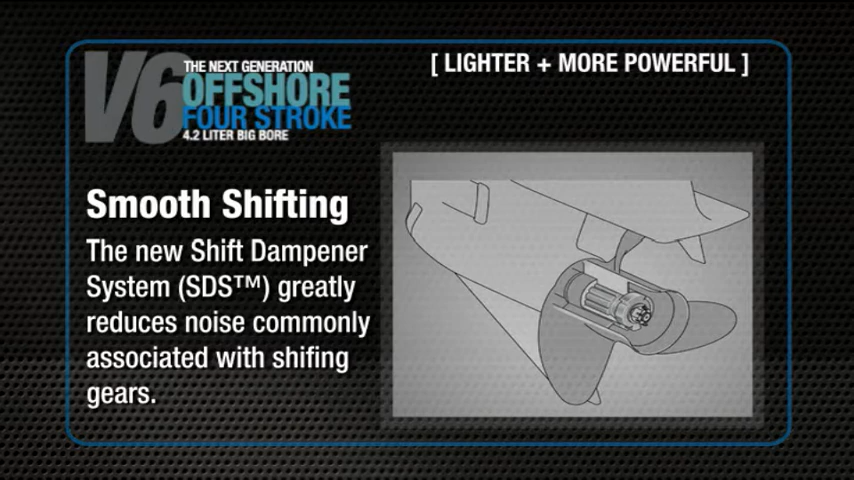 V6
THE NEXT GENERATION
OFFSHORE
FOUR STROKE
4.2 LITER BIG BORE
[ LIGHTER + MORE POWERFUL ]
Smooth Shifting
The new Shift Dampener
System (SDS™) greatly
reduces noise commonly
associated with shifing
gears.